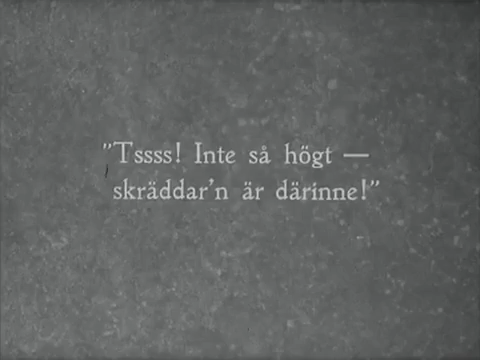 "Tssss! Inte så högt —
skräddar'n är därinne!"